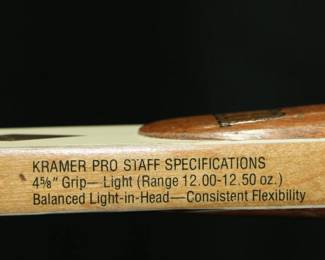 KRAMER PRO STAFF SPECIFICATIONS
4⅝" Grip—Light (Range 12.00-12.50 oz.)
Balanced Light-in-Head—Consistent Flexibility